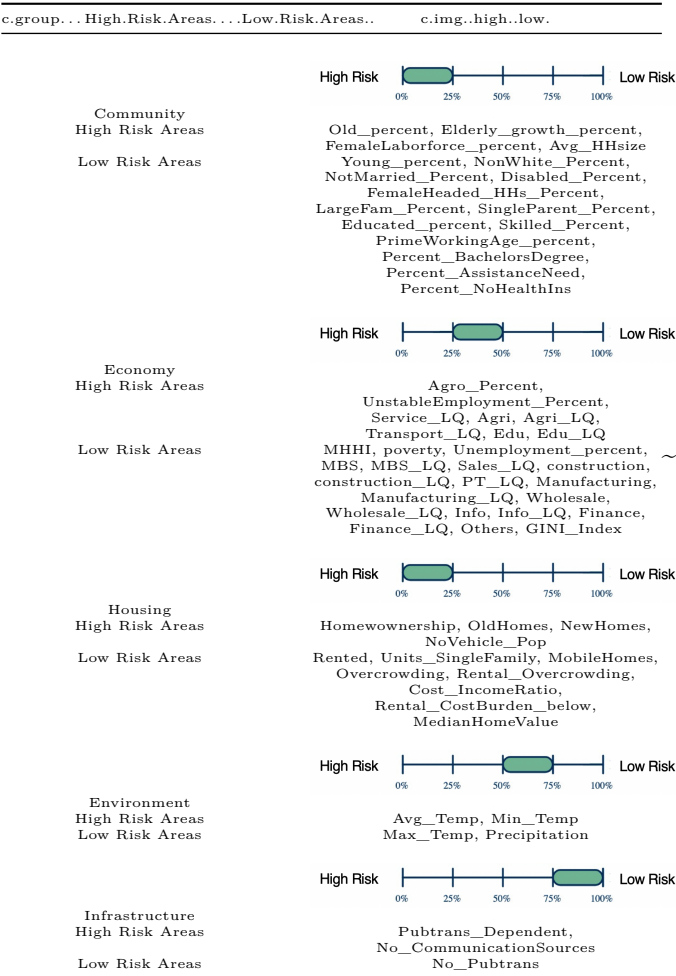 c.group...High.Risk.Areas....Low.Risk.Areas.. c.img..high..low.
High Risk Low Risk
0% 25% 50% 75% 100%
Community
High Risk Areas Old_percent, Elderly_growth_percent,
FemaleLaborforce_percent, Avg_HHsize
Low Risk Areas Young_percent, NonWhite_Percent,
NotMarried_Percent, Disabled_Percent,
FemaleHeaded_HHs_Percent,
LargeFam_Percent, SingleParent_Percent,
Educated_percent, Skilled_Percent,
PrimeWorkingAge_percent,
Percent_BachelorsDegree,
Percent_AssistanceNeed,
Percent_NoHealthIns
High Risk Low Risk
0% 25% 50% 75% 100%
Economy
High Risk Areas Agro_Percent,
UnstableEmployment_Percent,
Service_LQ, Agri, Agri_LQ,
Transport_LQ, Edu, Edu_LQ
Low Risk Areas MHHI, poverty, Unemployment_percent, ~
MBS, MBS_LQ, Sales_LQ, construction,
construction_LQ, PT_LQ, Manufacturing,
Manufacturing_LQ, Wholesale,
Wholesale_LQ, Info, Info_LQ, Finance,
Finance_LQ, Others, GINI_Index
High Risk Low Risk
0% 25% 50% 75% 100%
Housing
High Risk Areas Homewownership, OldHomes, NewHomes,
NoVehicle_Pop
Low Risk Areas Rented, Units_SingleFamily, MobileHomes,
Overcrowding, Rental_Overcrowding,
Cost_IncomeRatio,
Rental_CostBurden_below,
MedianHomeValue
High Risk Low Risk
0% 25% 50% 75% 100%
Environment
High Risk Areas Avg_Temp, Min_Temp
Low Risk Areas Max_Temp, Precipitation
High Risk Low Risk
0% 25% 50% 75% 100%
Infrastructure
High Risk Areas Pubtrans_Dependent,
No_CommunicationSources
Low Risk Areas No_Pubtrans